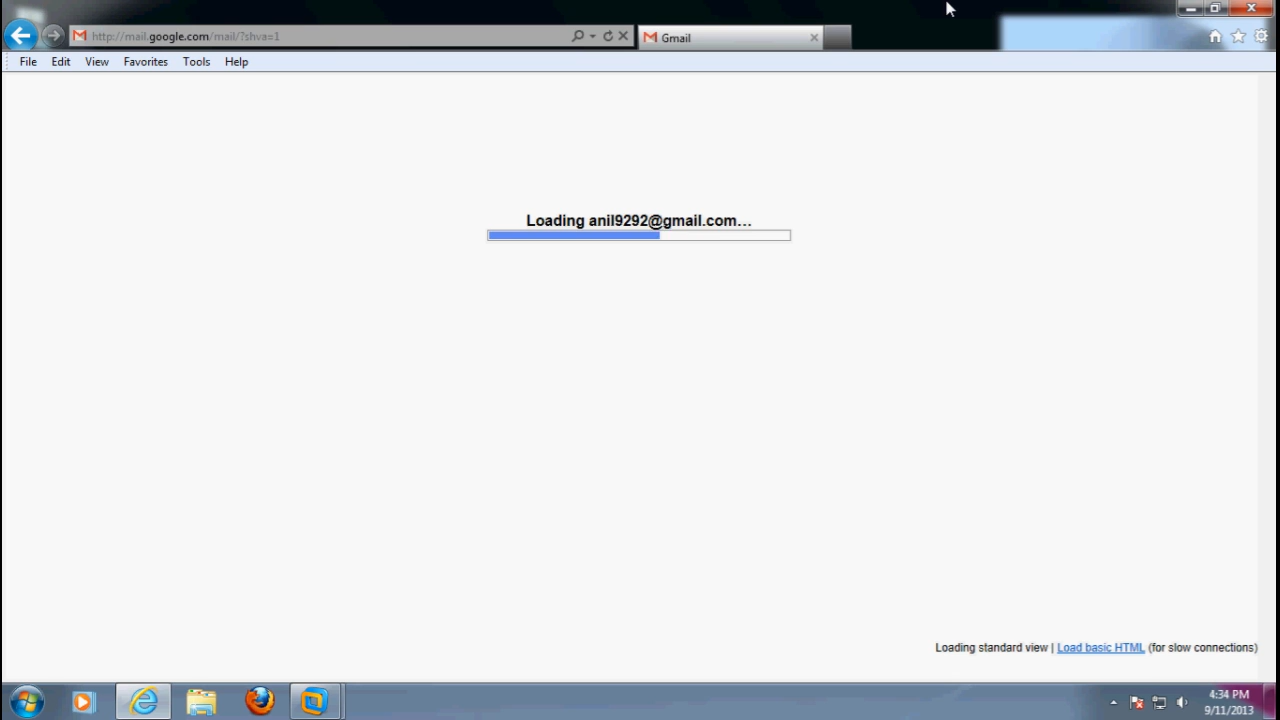 http://mail.google.com/mail/?shva=1
Gmail
File Edit View Favorites Tools Help
Loading anil9292@gmail.com...
Loading standard view | Load basic HTML (for slow connections)
4:34 PM
9/11/2013